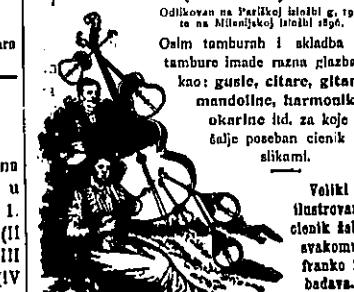 Odlikovan na Pariškoj izložbi g.
te na Milenijskoj izložbi 1896.
Osim tamburah i skladba
tambure imade razna glazba
kao: gusle, citare, gitar
mandoline, harmonik
okarine itd. za koje
šalje poseban cienik
slikami.
Veliki
ilustrovan
cienik šal
svakom
franko
badava.
u
1.
(II
III
(IV